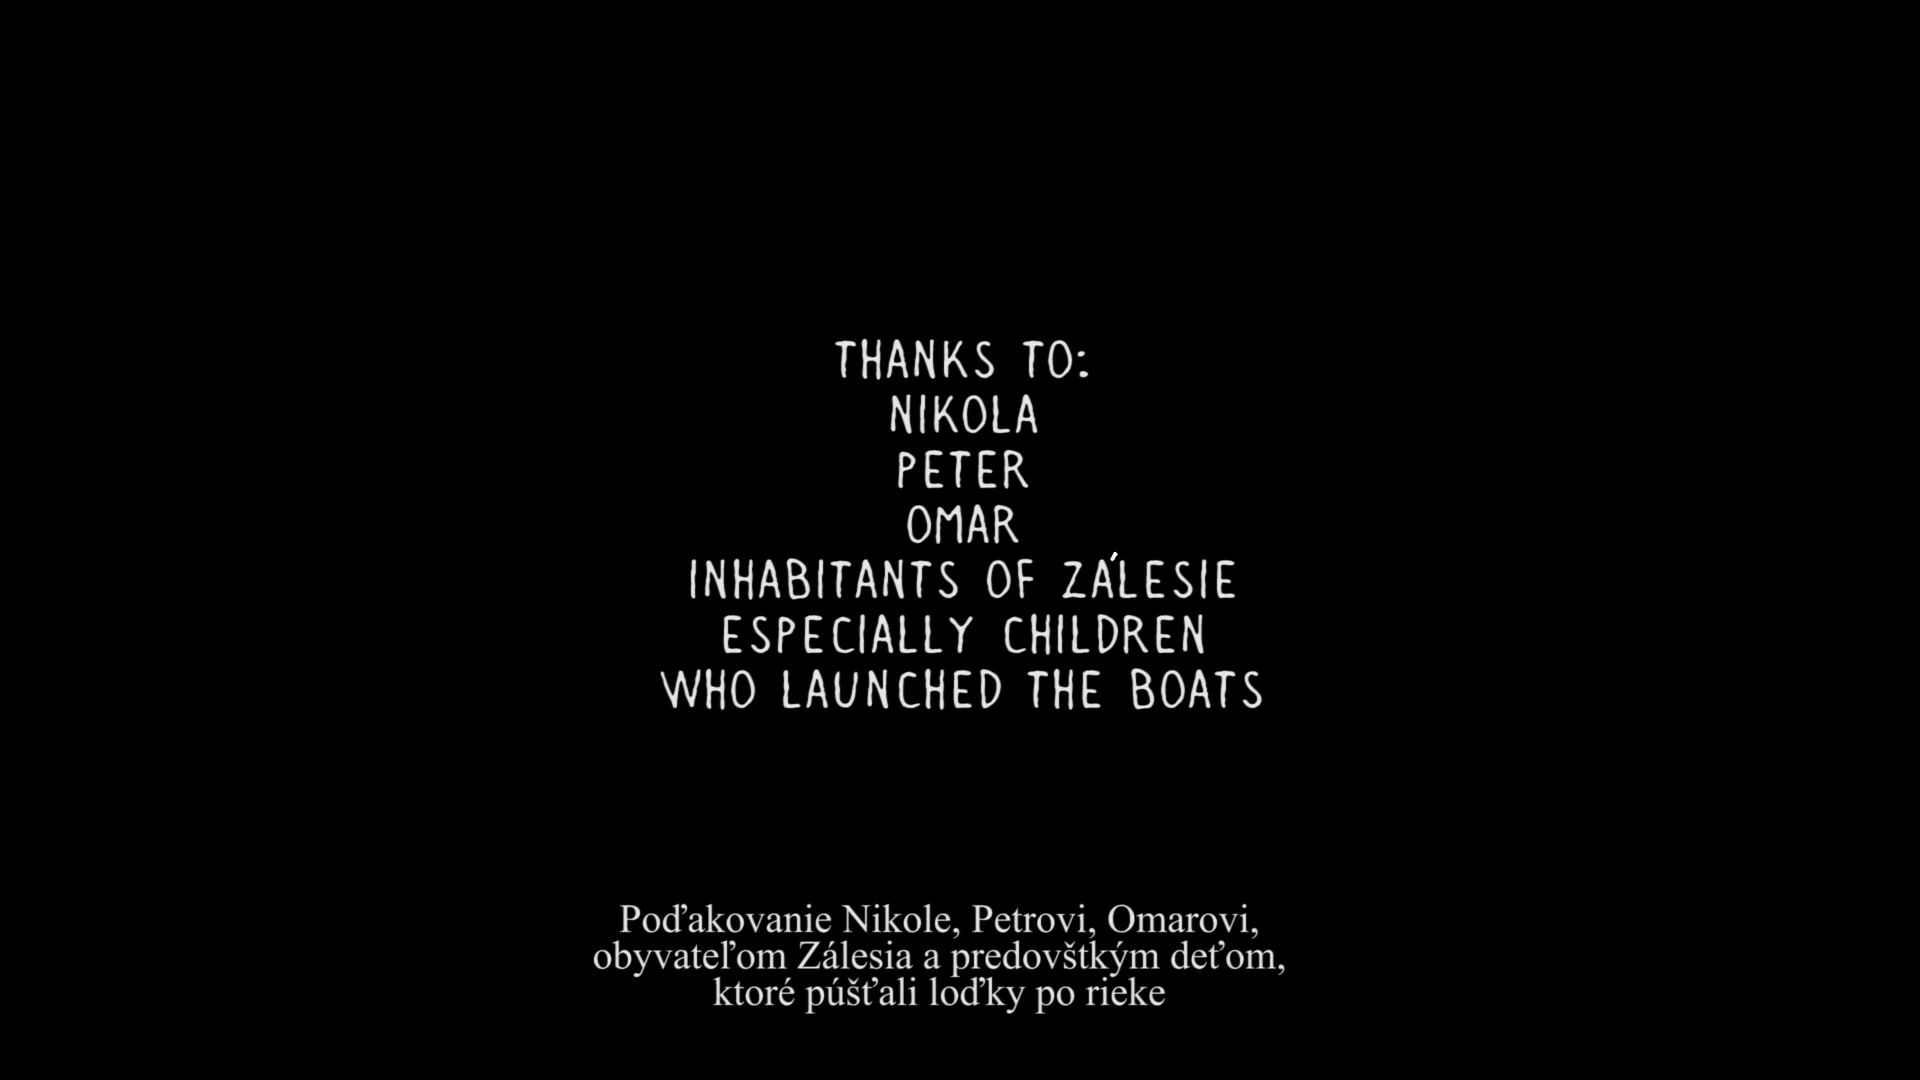 THANKS TO:
NIKOLA
PETER
OMAR
INHABITANTS OF ZÁLESIE
ESPECIALLY CHILDREN
WHO LAUNCHED THE BOATS
Poďakovanie Nikole, Petrovi, Omarovi,
obyvateľom Zálesia a predovštkým deťom,
ktoré púšťali loďky po rieke